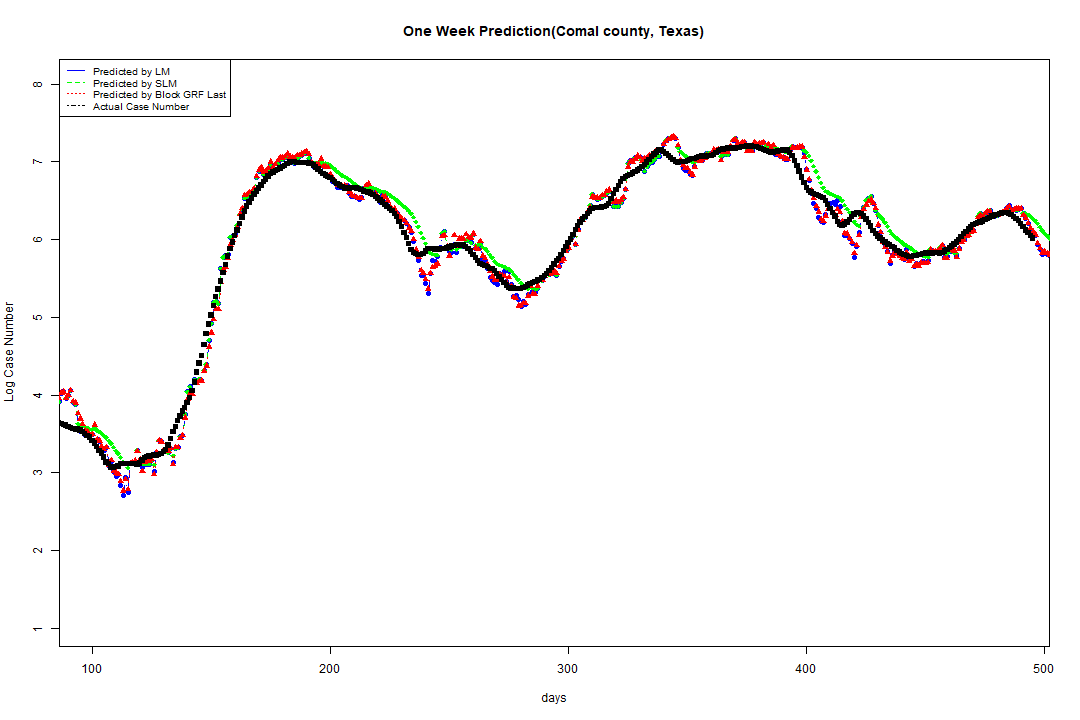 One Week Prediction(Comal county, Texas)
Predicted by LM
Predicted by SLM
Predicted by Block GRF Last
Actual Case Number
8
7
6
5
4
3
2
1
Log Case Number
100 200 300 400 500
days